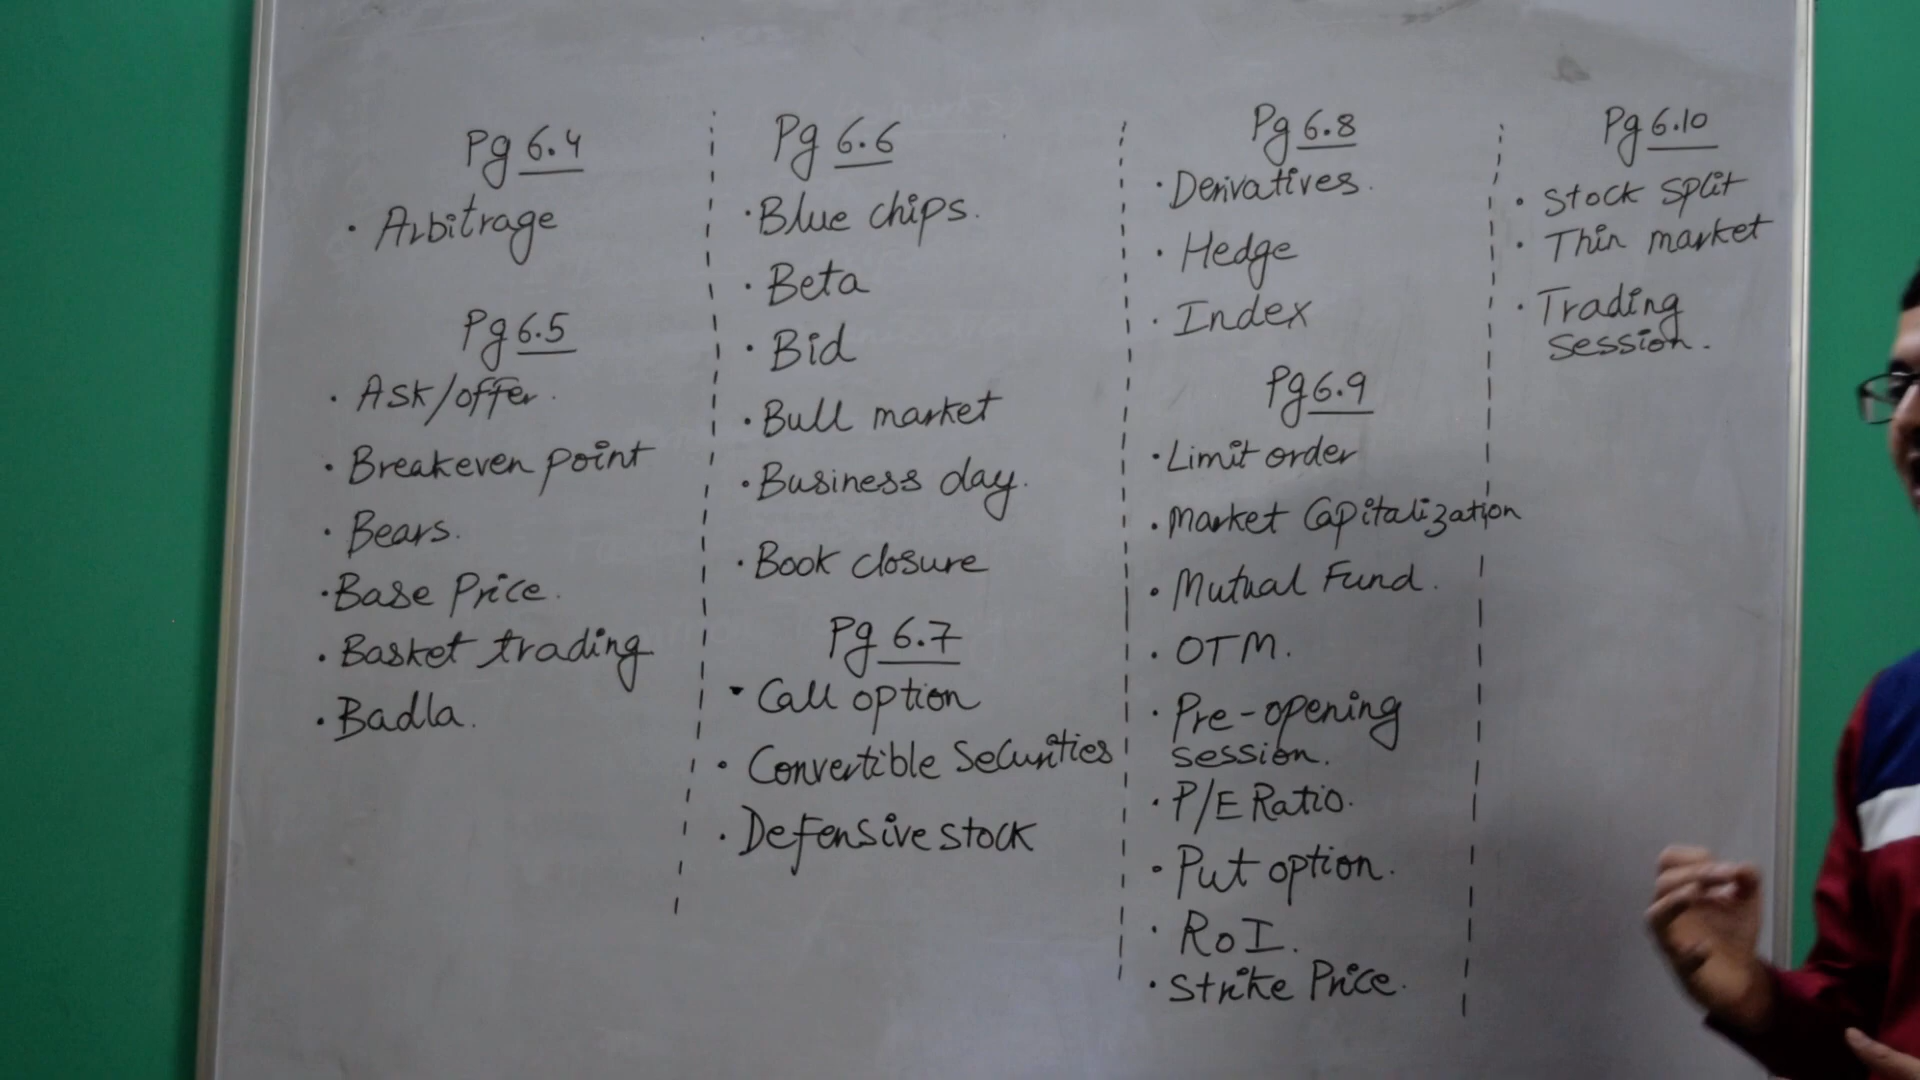 Pg 6.4
· Arbitrage
Pg 6.5
· Ask/offer.
· Breakeven point
· Bears.
· Base Price.
· Basket trading
· Badla.
Pg 6.6
· Blue chips.
· Beta
· Bid
· Bull market
· Business day.
· Book closure
Pg 6.7
· Call option
· Convertible Securities
· Defensive stock
Pg 6.8
· Derivatives.
· Hedge
· Index
Pg 6.9
· Limit order
· Market Capitalization
· Mutual Fund.
· OTM.
· Pre-opening
session.
· P/E Ratio.
· Put option.
· RoI.
· Strike Price.
Pg 6.10
· Stock Split
· Thin market
· Trading
session.